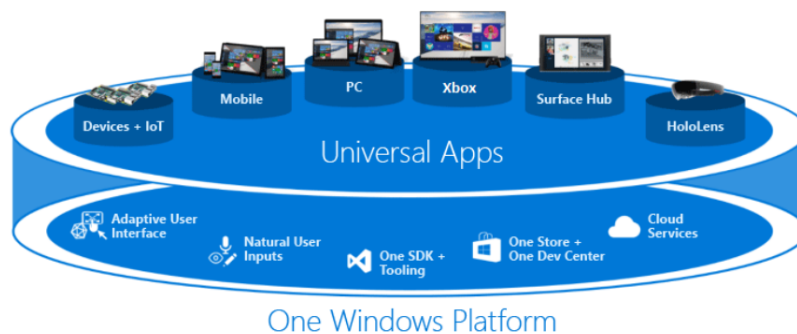 Devices + IoT
Mobile
PC
Xbox
Surface Hub
HoloLens
Universal Apps
Adaptive User
Interface
Natural User
Inputs
One SDK +
Tooling
One Store +
One Dev Center
Cloud
Services
One Windows Platform